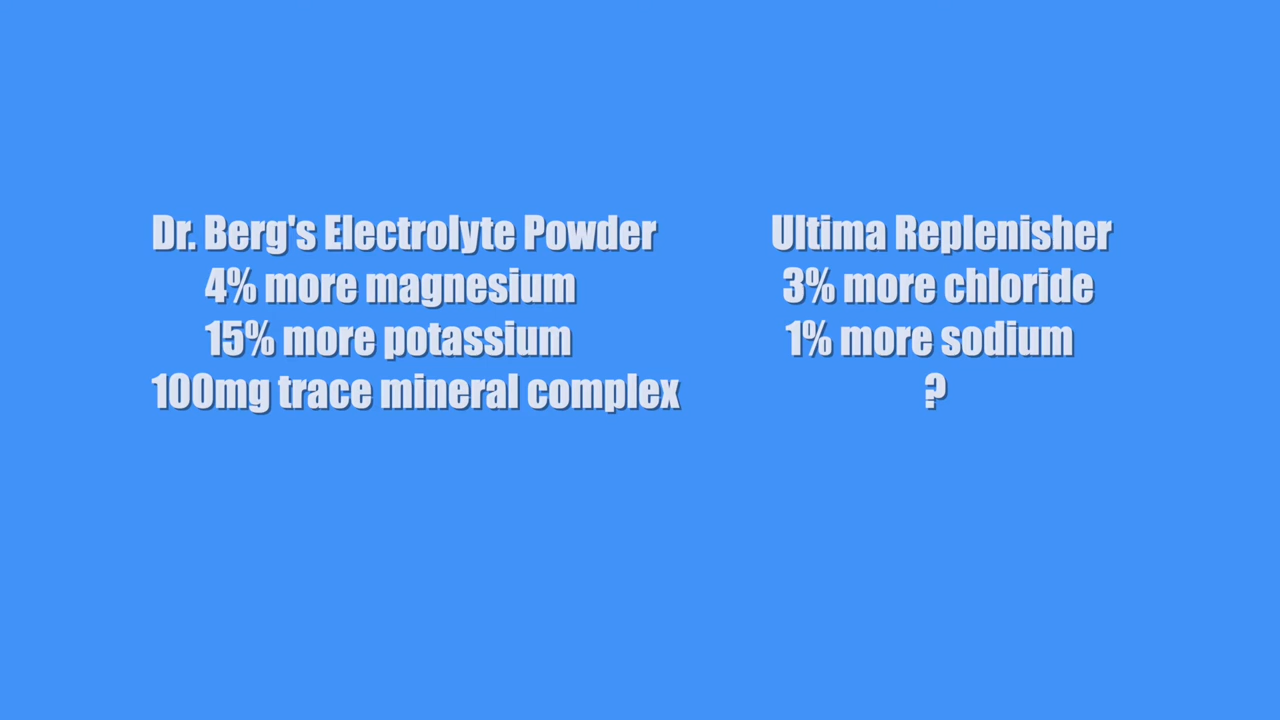 Dr. Berg's Electrolyte Powder
4% more magnesium
15% more potassium
100mg trace mineral complex
Ultima Replenisher
3% more chloride
1% more sodium
?